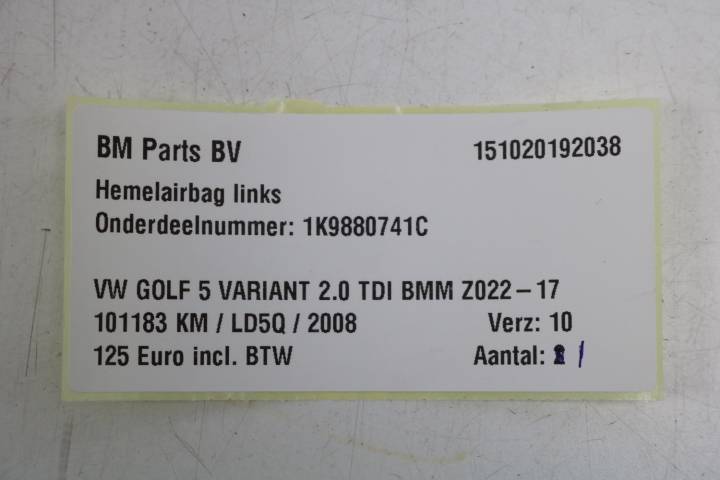 BM Parts BV 151020192038
Hemelairbag links
Onderdeelnummer: 1K9880741C
VW GOLF 5 VARIANT 2.0 TDI BMM Z022-17
101183 KM / LD5Q / 2008 Verz: 10
125 Euro incl. BTW Aantal: 1